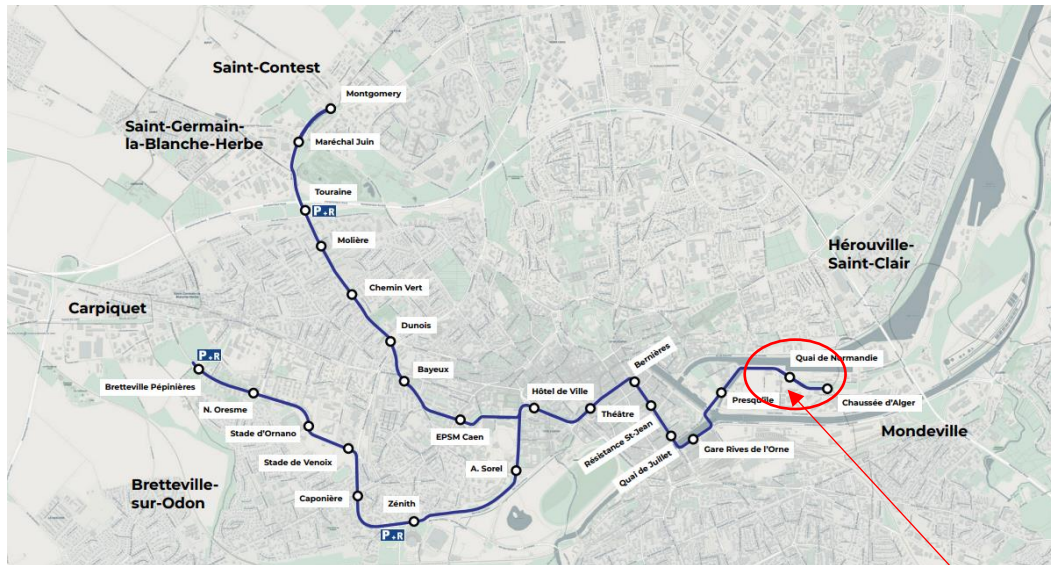 Saint-Contest
Montgomery
Saint-Germain-
la-Blanche-Herbe
Maréchal Juin
Touraine
P+R
Molière
Hérouville-
Saint-Clair
Chemin Vert
Carpiquet
Dunois
P+R
Bayeux
Bernières
Quai de Normandie
Bretteville Pépinières
N. Oresme
Hôtel de Ville
Théâtre
Presqu'île
Chaussée d'Alger
Stade d'Ornano
EPSM Caen
Résistance St-Jean
Mondeville
Stade de Venoix
A. Sorel
Quai de Juillet
Gare Rives de l'Orne
Bretteville-
sur-Odon
Caponière
Zénith
P+R